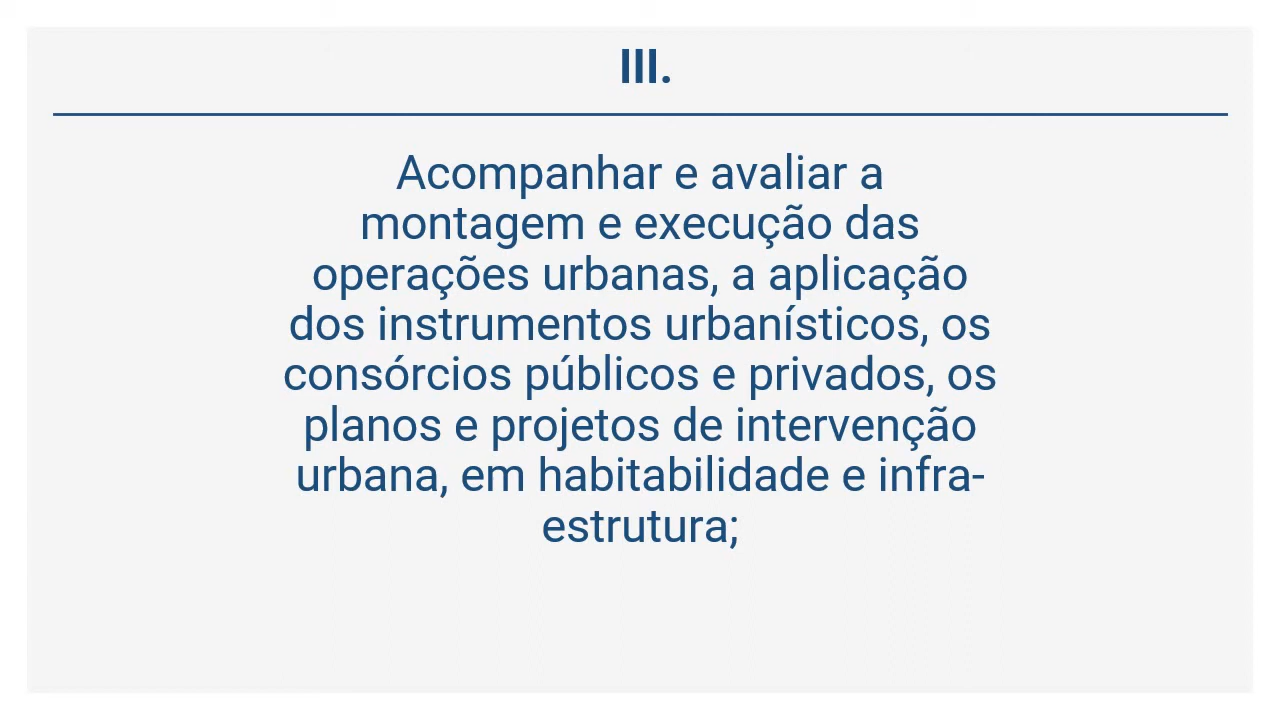 III.
Acompanhar e avaliar a
montagem e execução das
operações urbanas, a aplicação
dos instrumentos urbanísticos, os
consórcios públicos e privados, os
planos e projetos de intervenção
urbana, em habitabilidade e infra-
estrutura;